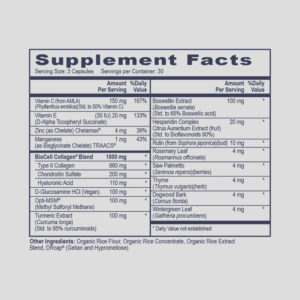 Supplement Facts
Serving Size: 3 Capsules Servings per Container: 30
Amount Per Serving %Daily Value
Vitamin C (from AMLA) 150 mg 167%
(Phyllanthus emblica)(Std. to 50% Vitamin C)
Vitamin E (30 IU) 20 mg 133%
(D-Alpha Tocopheryl Succinate)
Zinc (as Chelate) Chelamax® 4 mg 36%
Manganese 1 mg 43%
(as Bisglycinate Chelate) TRAACS®
BioCell Collagen® Blend 1000 mg *
Type II Collagen 660 mg *
Chondroitin Sulfate 200 mg *
Hyaluronic Acid 110 mg *
D-Glucosamine HCl (Vegan) 100 mg *
Opti-MSM® 100 mg *
(Methyl Sulfonyl Methane)
Turmeric Extract 100 mg *
(Curcuma longa)
(Std. to 95% curcuminoids)
Amount Per Serving %Daily Value
Boswellin Extract 100 mg *
(Boswellia serrata)
(Std. to 65% Boswellic acid)
Hesperidin Complex 20 mg *
Citrus Aurantium Extract (fruit)
(Std. to Bioflavonoids 90%)
Rutin (from Sophora japonica)(bud) 10 mg *
Rosemary Leaf 4 mg *
(Rosmarinus officinalis)
Saw Palmetto 4 mg *
(Serenoa repens)(berries)
Thyme 4 mg *
(Thymus vulgaris)(herb)
Dogwood Bark 4 mg *
(Cornus florida)
Wintergreen Leaf 4 mg *
(Gaitheria procumbens)
* Daily Value not established
Other Ingredients: Organic Rice Flour, Organic Rice Concentrate, Organic Rice Extract
Blend, DRcap® (Gellan and Hypromellose).